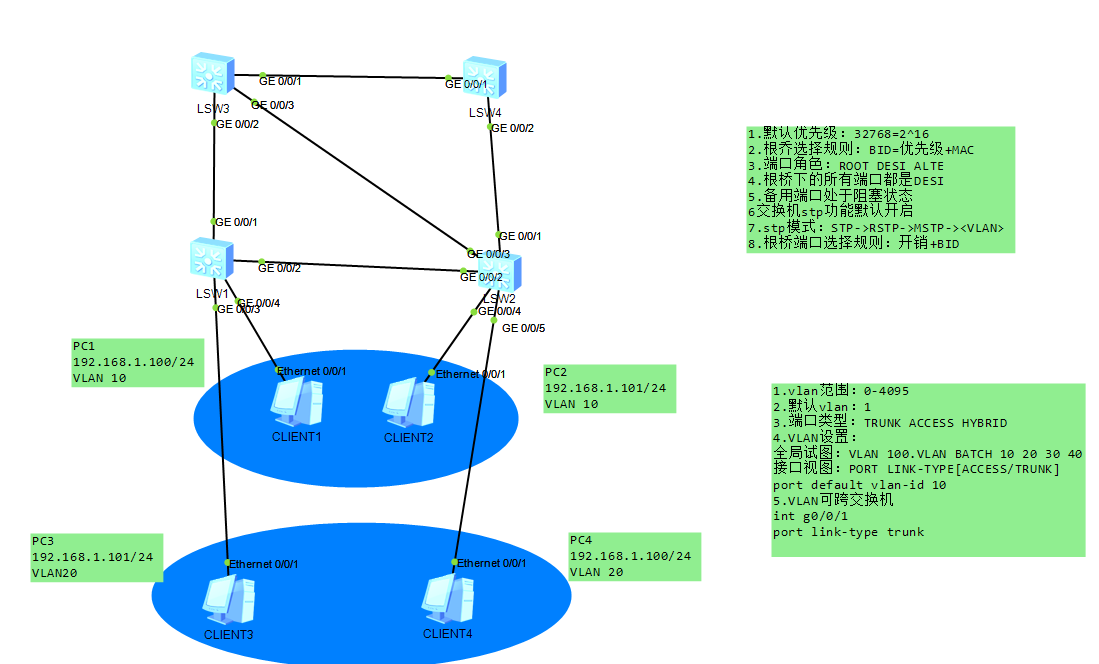 GE 0/0/1
GE 0/0/1
GE 0/0/3
LSW3
LSW4
GE 0/0/2
GE 0/0/2
1.默认优先级：32768=2^16
2.根乔选择规则：BID=优先级+MAC
3.端口角色：ROOT DESI ALTE
4.根桥下的所有端口都是DESI
5.备用端口处于阻塞状态
6交换机stp功能默认开启
7.stp模式：STP->RSTP->MSTP-><VLAN>
8.根桥端口选择规则：开销+BID
GE 0/0/1
GE 0/0/1
GE 0/0/3
GE 0/0/2
GE 0/0/2
LSW1
LSW2
GE 0/0/4
GE 0/0/3
GE 0/0/4
GE 0/0/5
PC1
192.168.1.100/24
VLAN 10
Ethernet 0/0/1
Ethernet 0/0/1
PC2
192.168.1.101/24
VLAN 10
CLIENT1
CLIENT2
1.vlan范围：0-4095
2.默认vlan：1
3.端口类型：TRUNK ACCESS HYBRID
4.VLAN设置：
全局试图：VLAN 100.VLAN BATCH 10 20 30 40
接口视图：PORT LINK-TYPE[ACCESS/TRUNK]
port default vlan-id 10
5.VLAN可跨交换机
int g0/0/1
port link-type trunk
PC3
192.168.1.101/24
VLAN20
Ethernet 0/0/1
Ethernet 0/0/1
PC4
192.168.1.100/24
VLAN 20
CLIENT3
CLIENT4